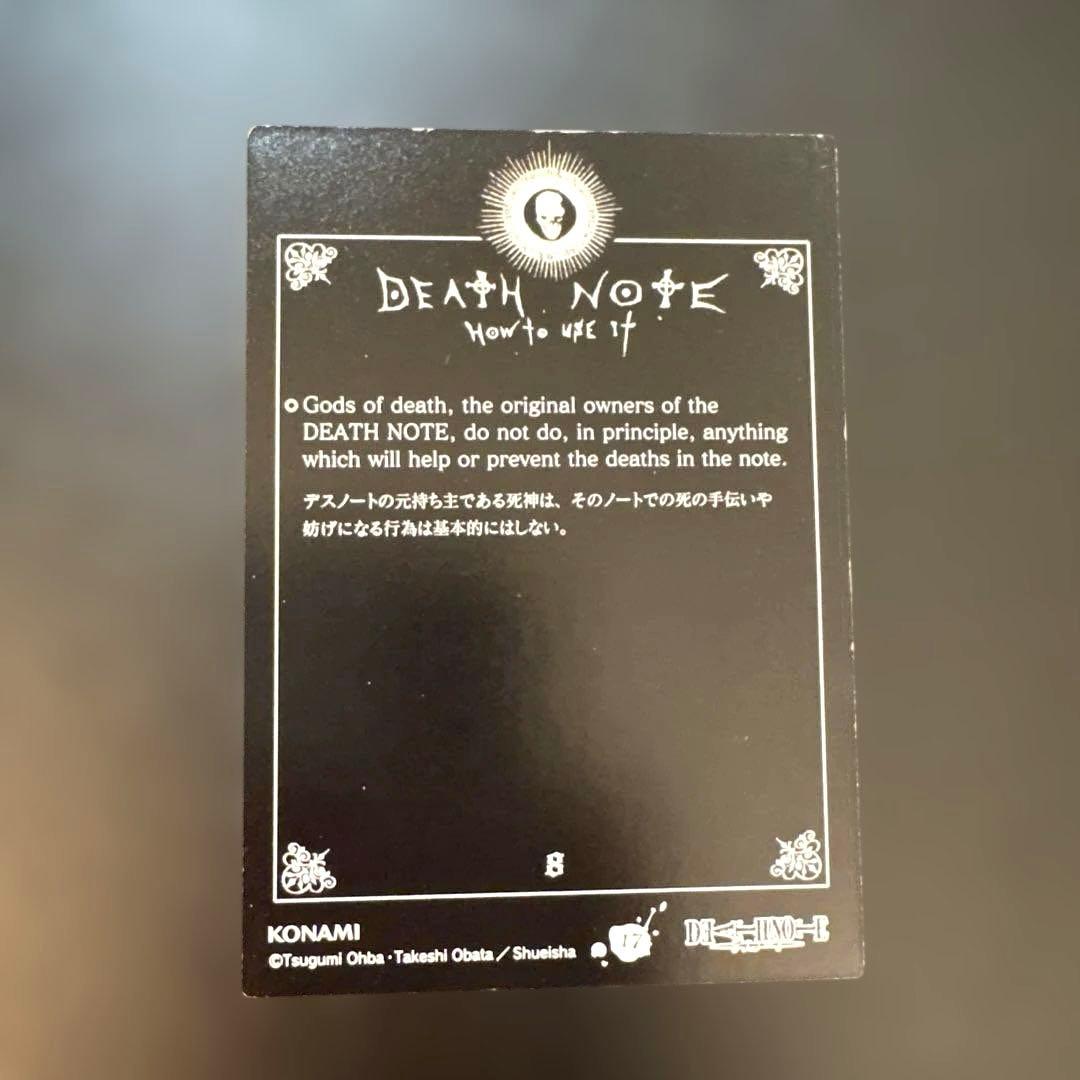 DEATH NOTE
HOW to USE It
Gods of death, the original owners of the
DEATH NOTE, do not do, in principle, anything
which will help or prevent the deaths in the note.
デスノートの元持ち主である死神は、そのノートでの死の手伝いや
妨げになる行為は基本的にはしない。
8
KONAMI
©Tsugumi Ohba・Takeshi Obata／Shueisha
17
DEATH NOTE